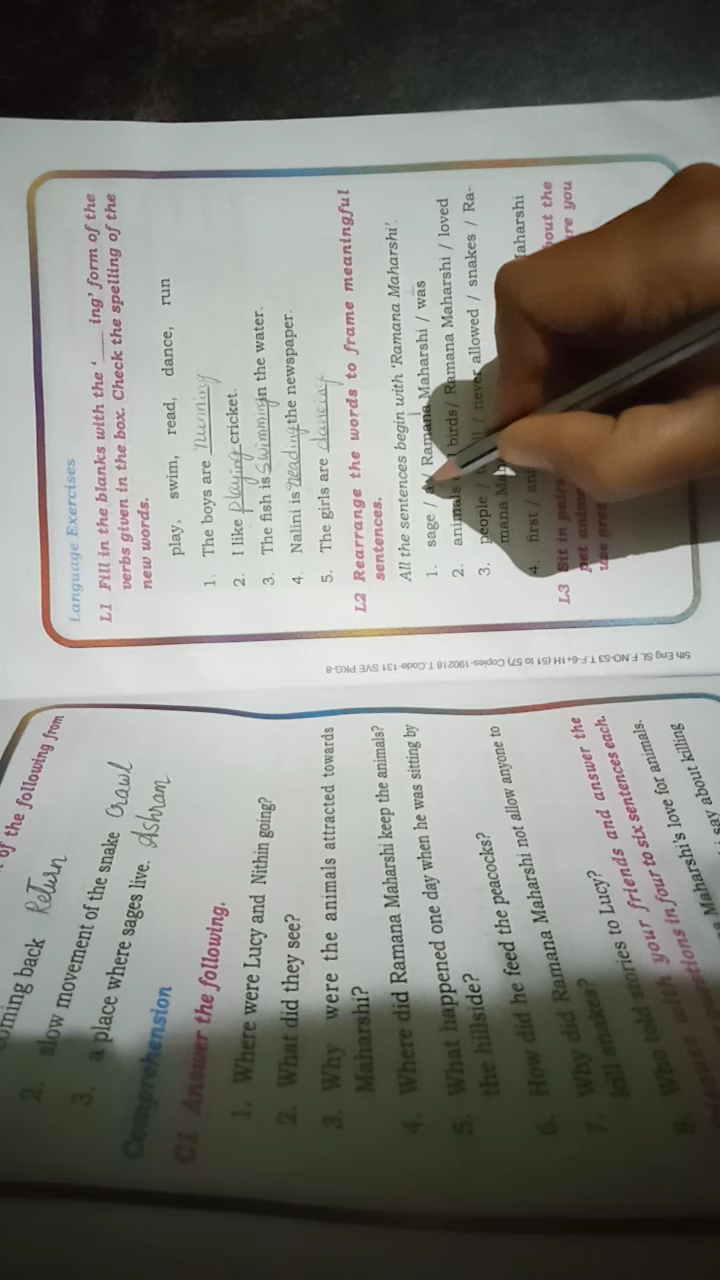 of the following from
coming back Return
2. slow movement of the snake Crawl
3. a place where sages live. Ashram
Comprehension
C1 Answer the following.
1. Where were Lucy and Nithin going?
2. What did they see?
3. Why were the animals attracted towards
Maharshi?
4. Where did Ramana Maharshi keep the animals?
5. What happened one day when he was sitting by
the hillside?
6. How did he feed the peacocks?
7. Why did Ramana Maharshi not allow anyone to
kill snakes?
8. Who told stories to Lucy?
with your friends and answer the
questions in four to six sentences each.
Maharshi's love for animals.
say about killing
5th Eng SL F.NO-53 T.F-6+1H (51 to 57) Copies-190218 T.Code-131 SVE PKG-8
Language Exercises
L1 Fill in the blanks with the '___ ing' form of the
verbs given in the box. Check the spelling of the
new words.
play, swim, read, dance, run
1. The boys are running
2. I like playing cricket.
3. The fish is swimming in the water.
4. Nalini is reading the newspaper.
5. The girls are dancing
L2 Rearrange the words to frame meaningful
sentences.
All the sentences begin with 'Ramana Maharshi'.
1. sage / Ramana Maharshi / was
2. animals birds/ Ramana Maharshi / loved
3. people / / never allowed / snakes / Ra-
mana
4. first / Maharshi
L3 Sit in pairs about the
pet you
use